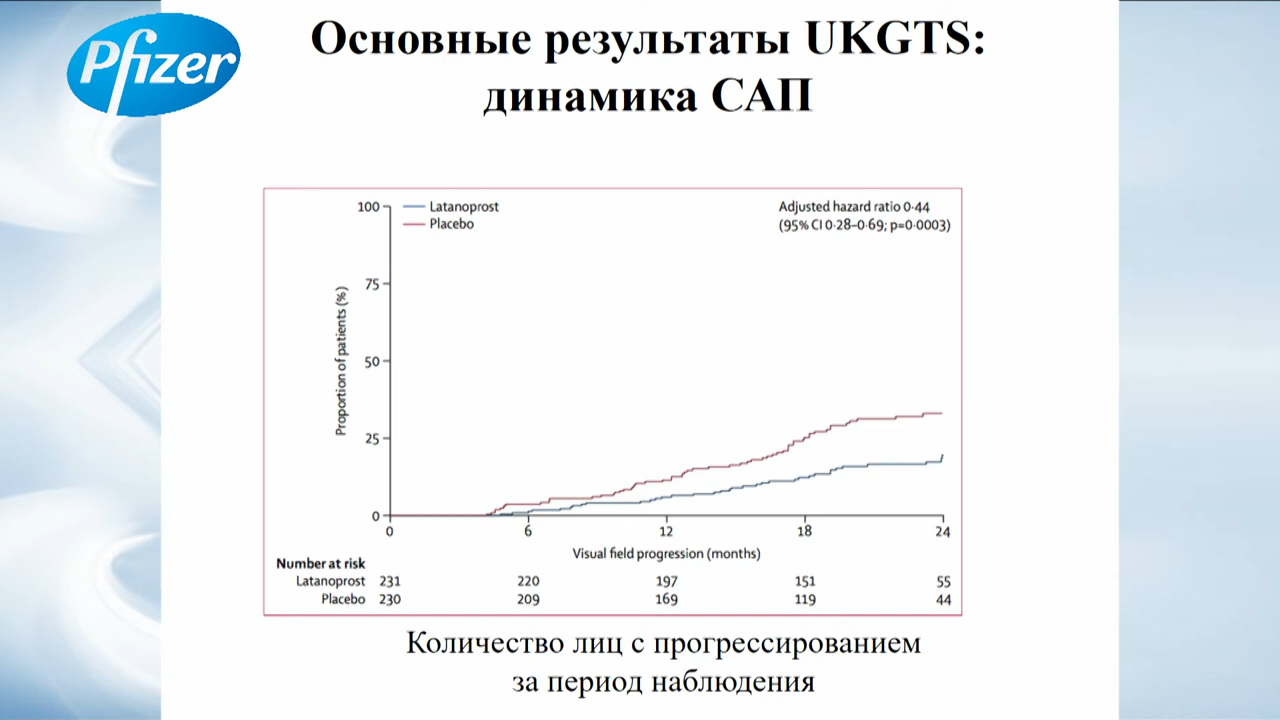 Pfizer
Основные результаты UKGTS:
динамика САП
100
75
50
25
0
Proportion of patients (%)
Latanoprost
Placebo
Adjusted hazard ratio 0·44
(95% CI 0·28–0·69; p=0·0003)
0 6 12 18 24
Visual field progression (months)
Number at risk
Latanoprost 231 220 197 151 55
Placebo 230 209 169 119 44
Количество лиц с прогрессированием
за период наблюдения